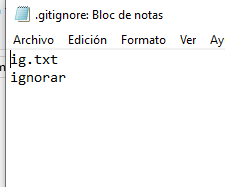 .gitignore: Bloc de notas
Archivo Edición Formato Ver Ay
ig.txt
ignorar